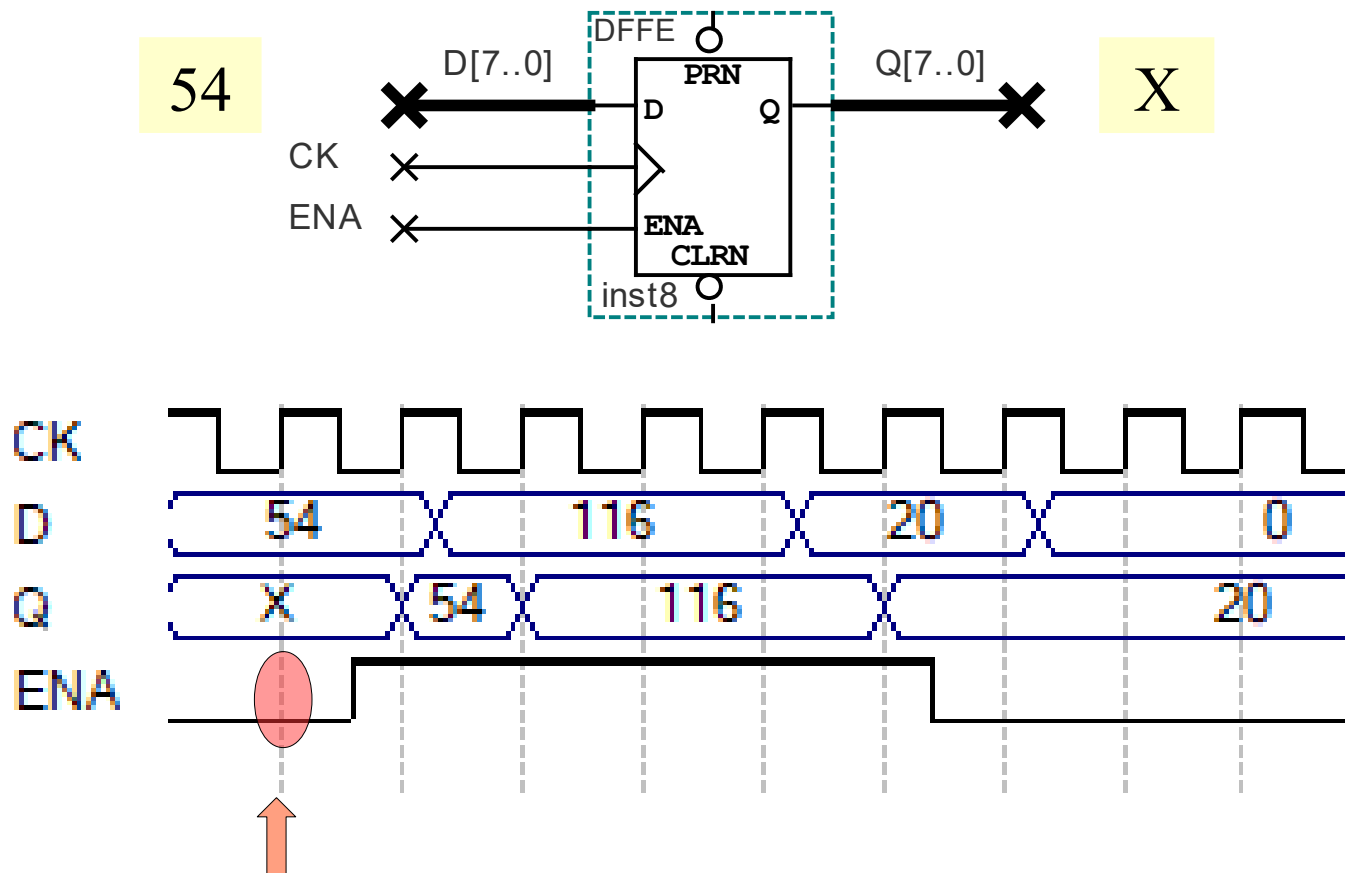 DFFE
54
D[7..0]
PRN
Q[7..0]
X
D
Q
CK
ENA
ENA
CLRN
inst8
CK
D
54
116
20
0
Q
X
54
116
20
ENA